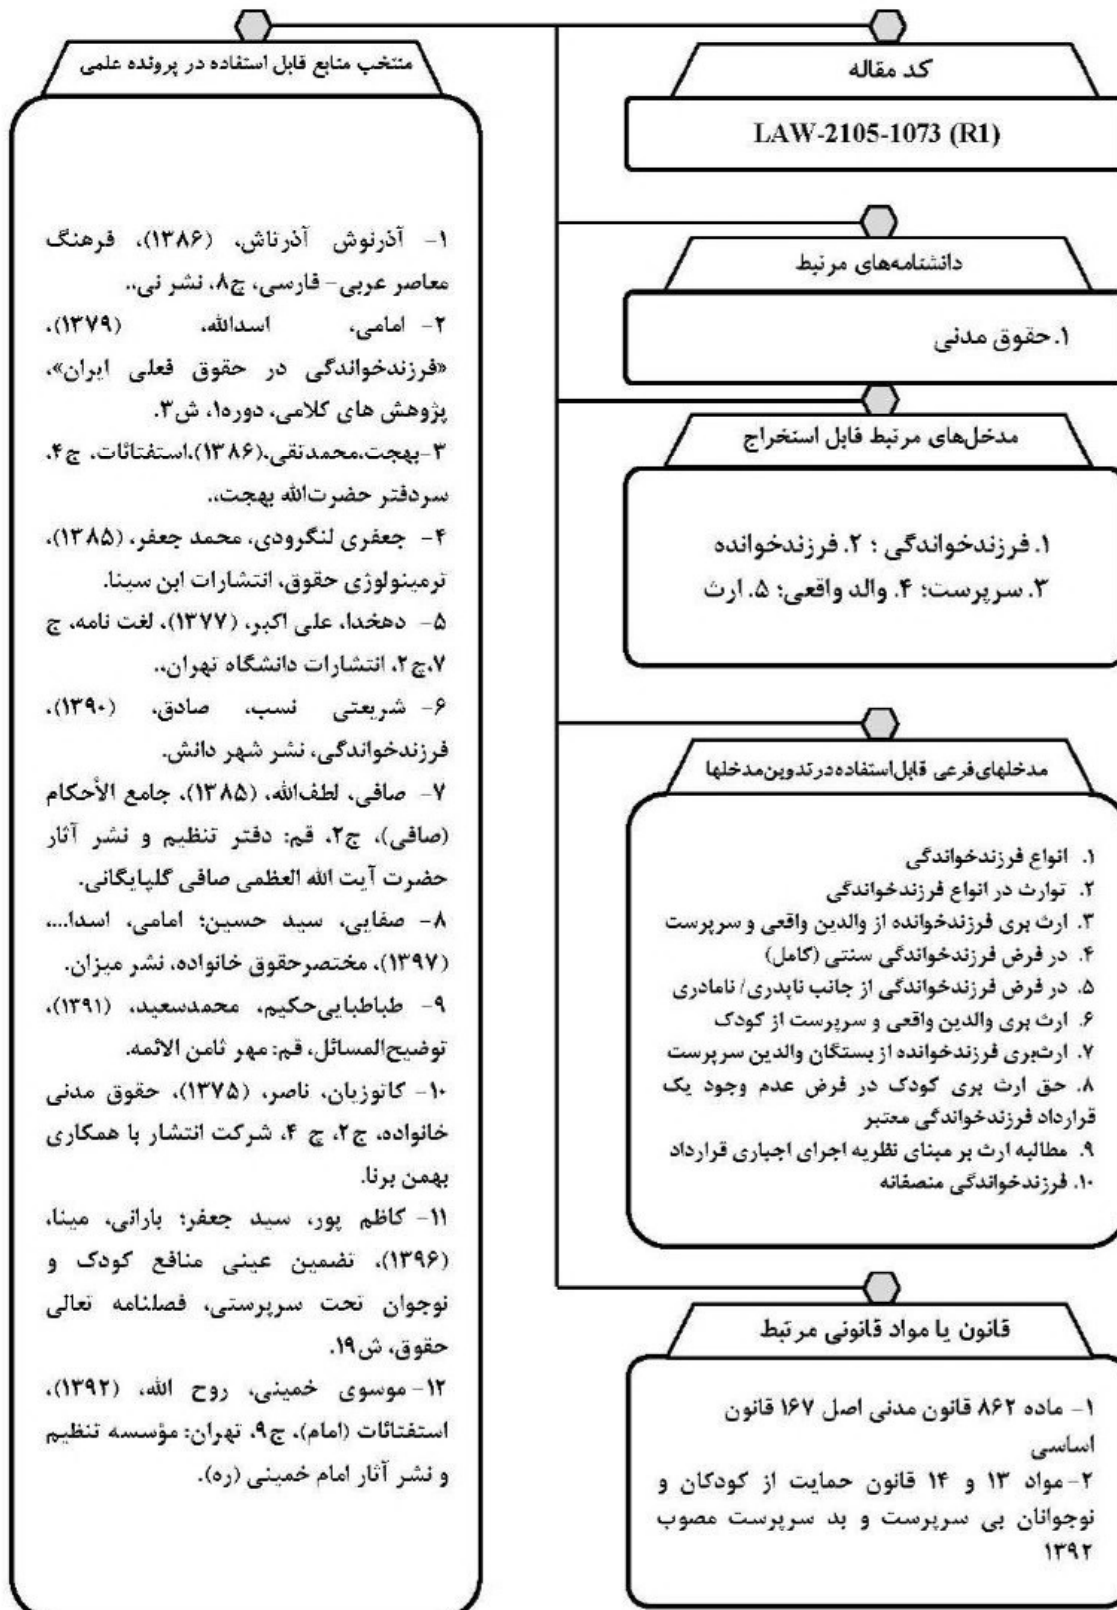 کد مقاله
LAW-2105-1073 (R1)
دانشنامه‌های مرتبط
۱. حقوق مدنی
مدخل‌های مرتبط قابل استخراج
۱. فرزندخواندگی ؛ ۲. فرزندخوانده
۳. سرپرست؛ ۴. والد واقعی؛ ۵. ارث
مدخلهای فرعی قابل‌استفاده‌در‌تدوین‌مدخلها
۱. انواع فرزندخواندگی
۲. توارث در انواع فرزندخواندگی
۳. ارث بری فرزندخوانده از والدین واقعی و سرپرست
۴. در فرض فرزندخواندگی سنتی (کامل)
۵. در فرض فرزندخواندگی از جانب ناپدری/ نامادری
۶. ارث بری والدین واقعی و سرپرست از کودک
۷. ارث‌بری فرزندخوانده از بستگان والدین سرپرست
۸. حق ارث بری کودک در فرض عدم وجود یک
قرارداد فرزندخواندگی معتبر
۹. مطالبه ارث بر مبنای نظریه اجرای اجباری قرارداد
۱۰. فرزندخواندگی منصفانه
قانون یا مواد قانونی مرتبط
۱- ماده ۸۶۲ قانون مدنی اصل ۱۶۷ قانون
اساسی
۲-مواد ۱۳ و ۱۴ قانون حمایت از کودکان و
نوجوانان بی سرپرست و بد سرپرست مصوب
۱۳۹۲
منتخب منابع قابل استفاده در پرونده علمی
۱- آذرنوش آذرتاش، (۱۳۸۶)، فرهنگ
معاصر عربی- فارسی، چ۸، نشر نی،.
۲- امامی، اسدالله، (۱۳۷۹)،
«فرزندخواندگی در حقوق فعلی ایران»،
پژوهش های کلامی، دوره۱، ش۳.
۳-بهجت،محمدتقی،(۱۳۸۶)،استفتائات، ج۴،
سردفتر حضرت‌الله بهجت،.
۴- جعفری لنگرودی، محمد جعفر، (۱۳۸۵)،
ترمینولوژی حقوق، انتشارات ابن سینا.
۵- دهخدا، علی اکبر، (۱۳۷۷)، لغت نامه، ج
۷،چ۲، انتشارات دانشگاه تهران،.
۶- شریعتی نسب، صادق، (۱۳۹۰)،
فرزندخواندگی، نشر شهر دانش.
۷- صافی، لطف‌الله، (۱۳۸۵)، جامع الأحکام
(صافی)، ج۲، قم: دفتر تنظیم و نشر آثار
حضرت آیت الله العظمی صافی گلپایگانی.
۸- صفایی، سید حسین؛ امامی، اسدا...،
(۱۳۹۷)، مختصرحقوق خانواده، نشر میزان.
۹- طباطبایی‌حکیم، محمدسعید، (۱۳۹۱)،
توضیح‌المسائل، قم: مهر ثامن الائمه.
۱۰- کاتوزیان، ناصر، (۱۳۷۵)، حقوق مدنی
خانواده، ج۲، چ ۴، شرکت انتشار با همکاری
بهمن برنا.
۱۱- کاظم پور، سید جعفر؛ بارانی، مینا،
(۱۳۹۶)، تضمین عینی منافع کودک و
نوجوان تحت سرپرستی، فصلنامه تعالی
حقوق، ش۱۹.
۱۲- موسوی خمینی، روح الله، (۱۳۹۲)،
استفتائات (امام)، ج۹، تهران: مؤسسه تنظیم
و نشر آثار امام خمینی (ره).